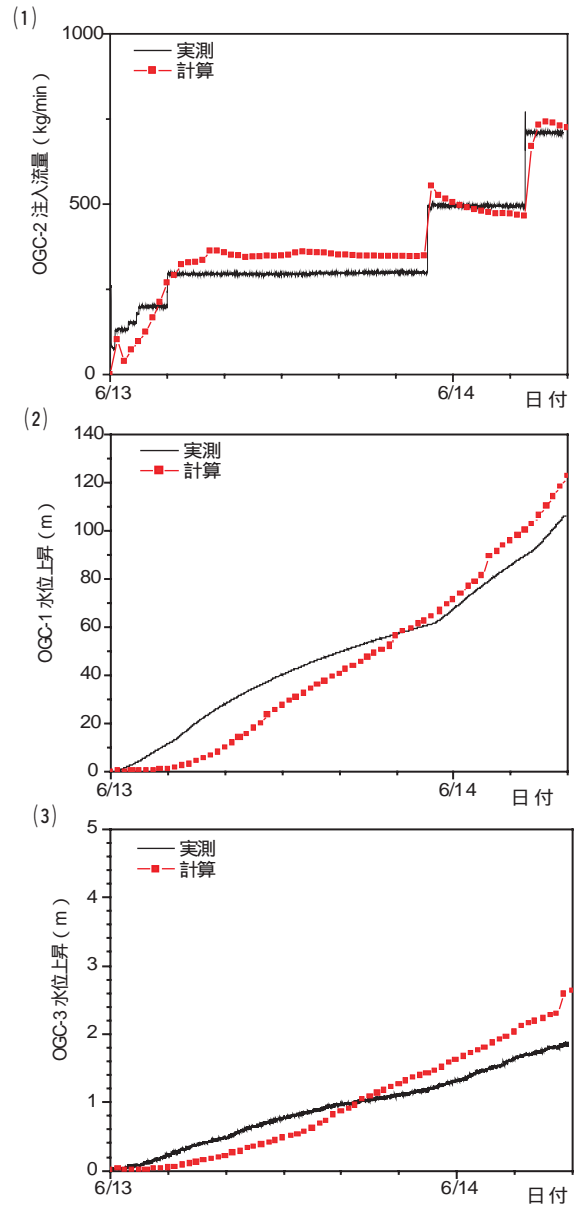 (1)
OGC-2 注入流量 ( kg/min )
1000
500
0
実測
計算
6/13
6/14
日 付
(2)
OGC-1 水位上昇 ( m )
140
120
100
80
60
40
20
0
実測
計算
6/13
6/14
日 付
(3)
OGC-3 水位上昇 ( m )
5
4
3
2
1
0
実測
計算
6/13
6/14
日 付